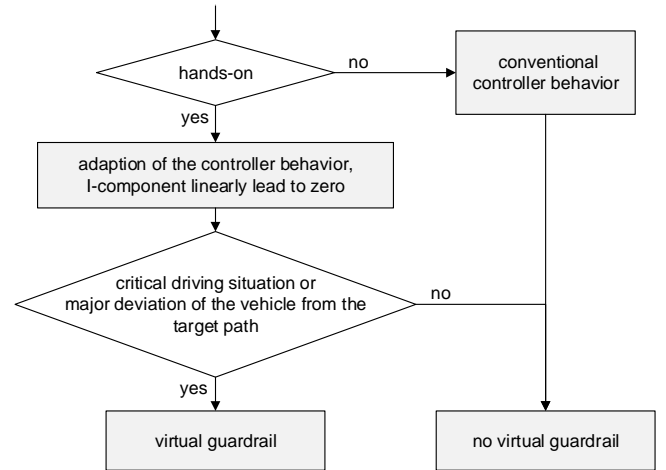 hands-on
no
conventional
controller behavior
yes
adaption of the controller behavior,
I-component linearly lead to zero
critical driving situation or
major deviation of the vehicle from the
target path
no
yes
virtual guardrail
no virtual guardrail